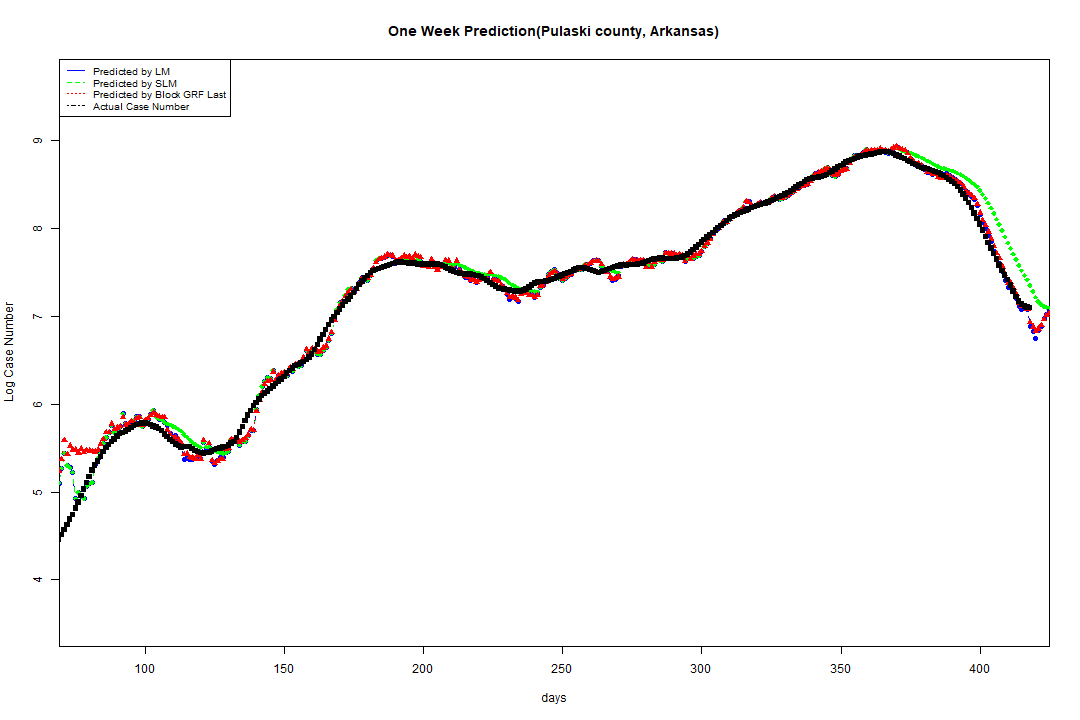 One Week Prediction(Pulaski county, Arkansas)
Predicted by LM
Predicted by SLM
Predicted by Block GRF Last
Actual Case Number
9
8
7
6
5
4
Log Case Number
100 150 200 250 300 350 400
days